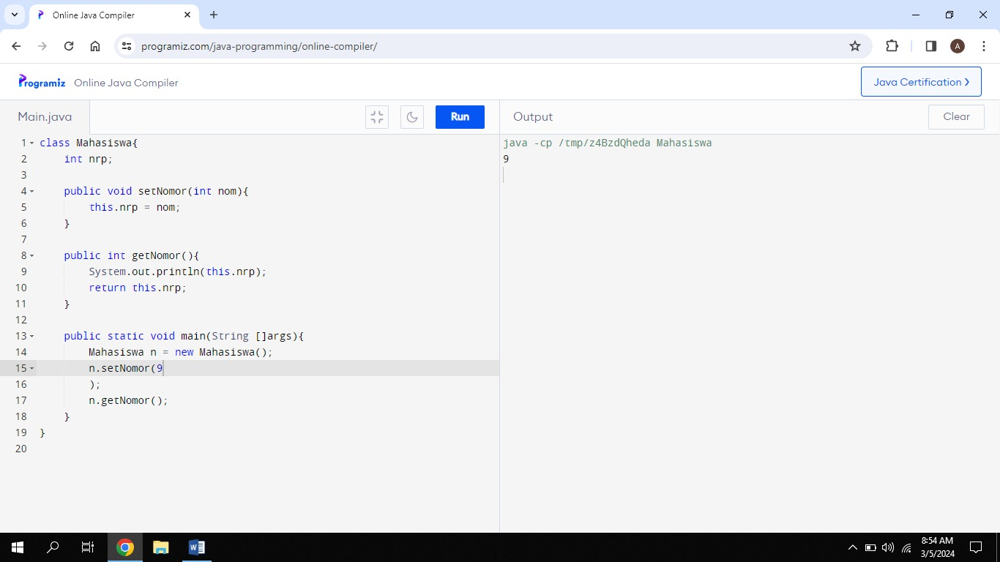 Online Java Compiler
programiz.com/java-programming/online-compiler/
A
Programiz Online Java Compiler
Java Certification >
Main.java
Run
Output
Clear
1 class Mahasiswa{
2     int nrp;
3
4     public void setNomor(int nom){
5         this.nrp = nom;
6     }
7
8     public int getNomor(){
9         System.out.println(this.nrp);
10         return this.nrp;
11     }
12
13     public static void main(String []args){
14         Mahasiswa n = new Mahasiswa();
15         n.setNomor(9
16         );
17         n.getNomor();
18     }
19 }
20
java -cp /tmp/z4BzdQheda Mahasiswa
9
8:54 AM
3/5/2024